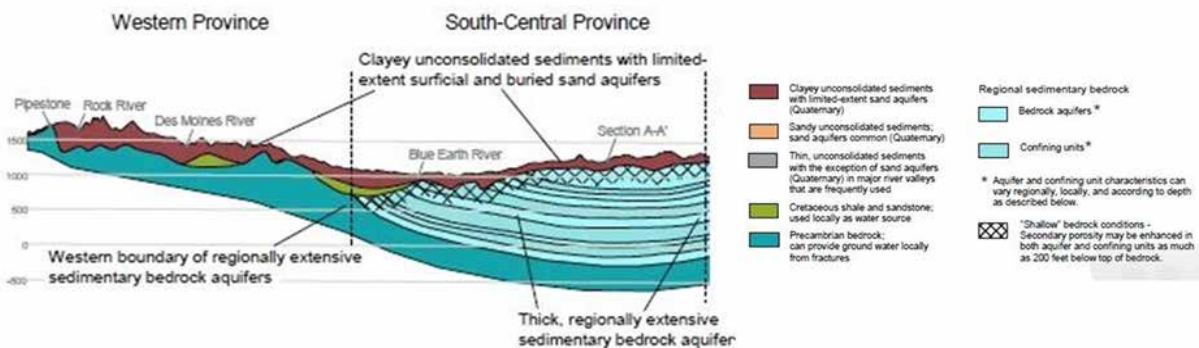 Western Province
South-Central Province
Clayey unconsolidated sediments with limited-
extent surficial and buried sand aquifers
Pipestone
Rock River
Des Moines River
Section A-A'
Blue Earth River
1500
1000
500
0
-500
Western boundary of regionally extensive
sedimentary bedrock aquifers
Thick, regionally extensive
sedimentary bedrock aquifer
Clayey unconsolidated sediments
with limited-extent sand aquifers
(Quaternary)
Sandy unconsolidated sediments;
sand aquifers common (Quaternary)
Thin, unconsolidated sediments
with the exception of sand aquifers
(Quaternary) in major river valleys
that are frequently used
Cretaceous shale and sandstone;
used locally as water source
Precambrian bedrock;
can provide ground water locally
from fractures
Regional sedimentary bedrock
Bedrock aquifers *
Confining units *
* Aquifer and confining unit characteristics can
vary regionally, locally, and according to depth
as described below.
"Shallow" bedrock conditions -
Secondary porosity may be enhanced in
both aquifer and confining units as much
as 200 feet below top of bedrock.